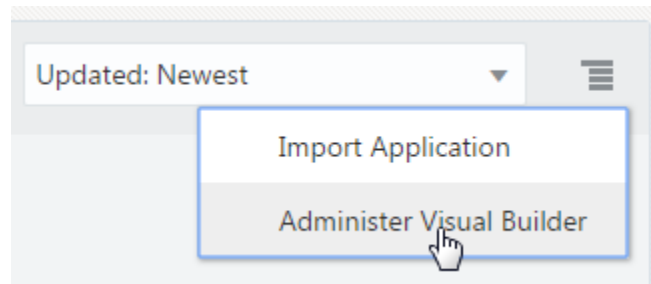 Updated: Newest
Import Application
Administer Visual Builder